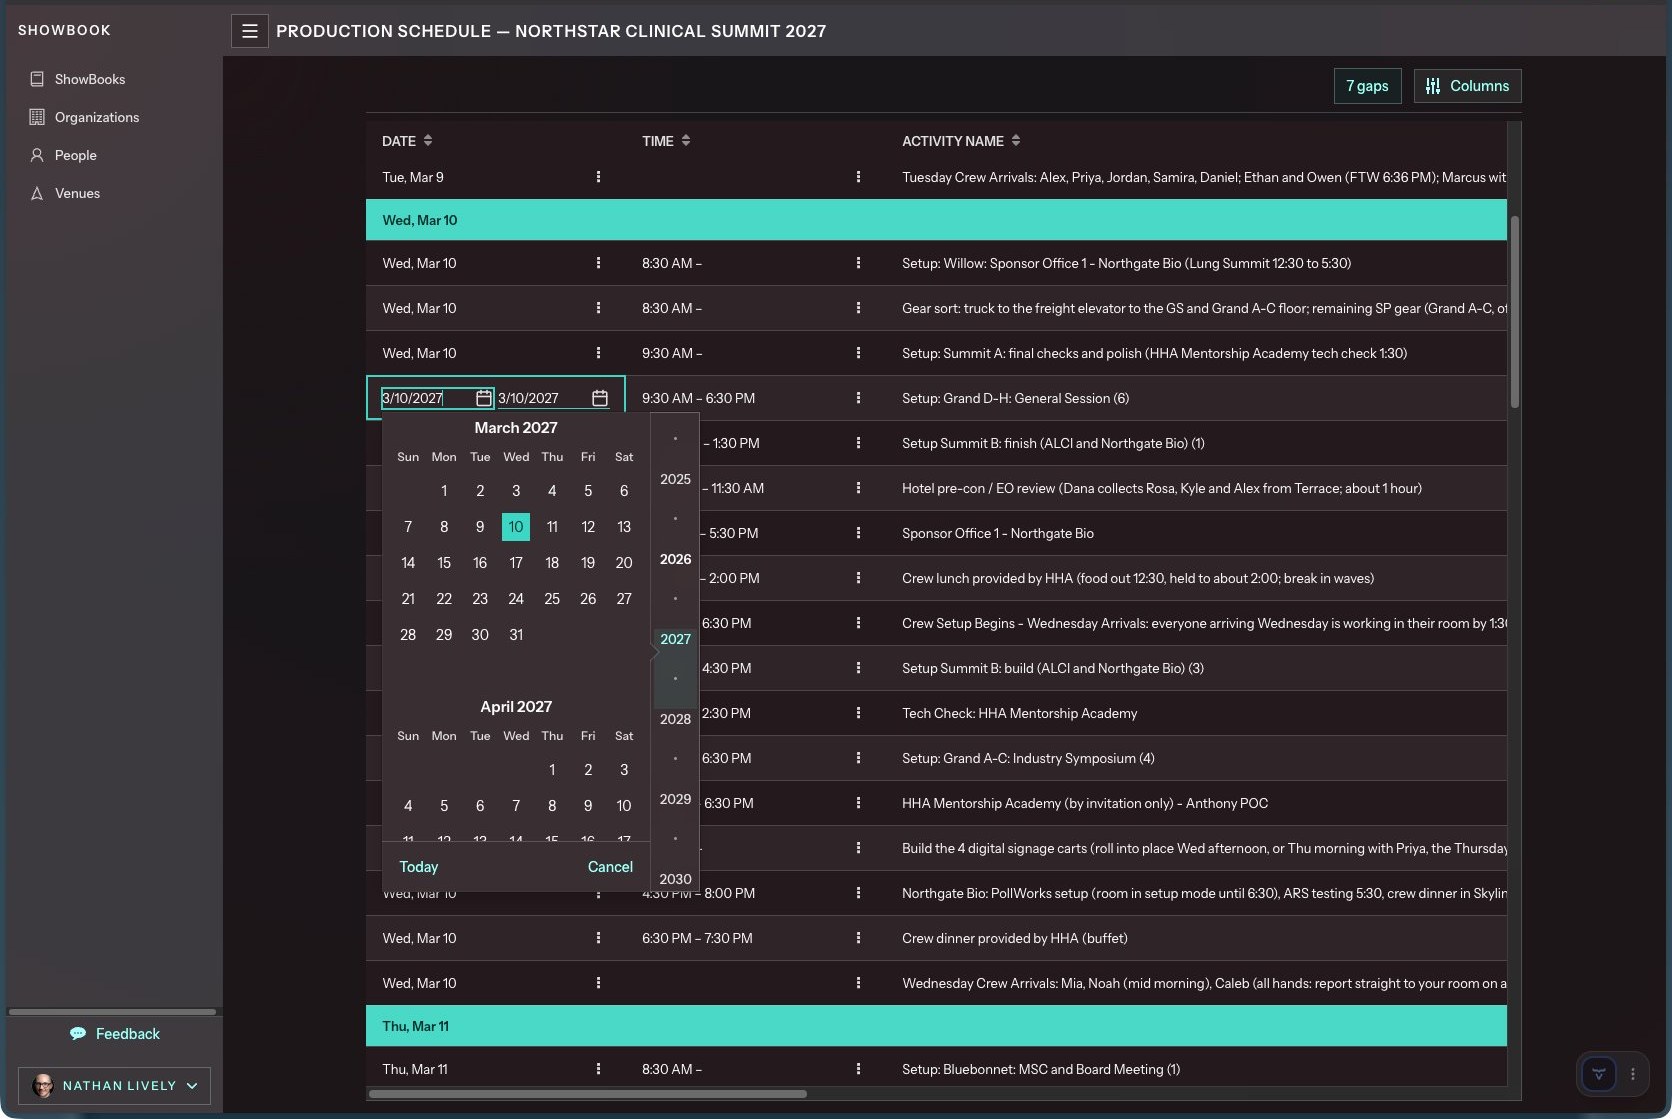 SHOWBOOK
PRODUCTION SCHEDULE — NORTHSTAR CLINICAL SUMMIT 2027
ShowBooks
Organizations
People
Venues
7 gaps
Columns
DATE TIME ACTIVITY NAME
Tue, Mar 9 Tuesday Crew Arrivals: Alex, Priya, Jordan, Samira, Daniel; Ethan and Owen (FTW 6:36 PM); Marcus wit
Wed, Mar 10
Wed, Mar 10 8:30 AM – Setup: Willow: Sponsor Office 1 - Northgate Bio (Lung Summit 12:30 to 5:30)
Wed, Mar 10 8:30 AM – Gear sort: truck to the freight elevator to the GS and Grand A-C floor; remaining SP gear (Grand A-C, of
Wed, Mar 10 9:30 AM – Setup: Summit A: final checks and polish (HHA Mentorship Academy tech check 1:30)
3/10/2027 3/10/2027 9:30 AM – 6:30 PM Setup: Grand D-H: General Session (6)
– 1:30 PM Setup Summit B: finish (ALCI and Northgate Bio) (1)
– 11:30 AM Hotel pre-con / EO review (Dana collects Rosa, Kyle and Alex from Terrace; about 1 hour)
– 5:30 PM Sponsor Office 1 - Northgate Bio
– 2:00 PM Crew lunch provided by HHA (food out 12:30, held to about 2:00; break in waves)
6:30 PM Crew Setup Begins - Wednesday Arrivals: everyone arriving Wednesday is working in their room by 1:30
4:30 PM Setup Summit B: build (ALCI and Northgate Bio) (3)
2:30 PM Tech Check: HHA Mentorship Academy
6:30 PM Setup: Grand A-C: Industry Symposium (4)
6:30 PM HHA Mentorship Academy (by invitation only) - Anthony POC
Build the 4 digital signage carts (roll into place Wed afternoon, or Thu morning with Priya, the Thursday
Wed, Mar 10 4:30 PM – 8:00 PM Northgate Bio: PollWorks setup (room in setup mode until 6:30), ARS testing 5:30, crew dinner in Skylin
Wed, Mar 10 6:30 PM – 7:30 PM Crew dinner provided by HHA (buffet)
Wed, Mar 10 Wednesday Crew Arrivals: Mia, Noah (mid morning), Caleb (all hands: report straight to your room on a
Thu, Mar 11
Thu, Mar 11 8:30 AM – Setup: Bluebonnet: MSC and Board Meeting (1)
March 2027
Sun Mon Tue Wed Thu Fri Sat
1 2 3 4 5 6
7 8 9 10 11 12 13
14 15 16 17 18 19 20
21 22 23 24 25 26 27
28 29 30 31
April 2027
Sun Mon Tue Wed Thu Fri Sat
1 2 3
4 5 6 7 8 9 10
11 12 13 14 15 16 17
Today Cancel
2025
2026
2027
2028
2029
2030
Feedback
NATHAN LIVELY